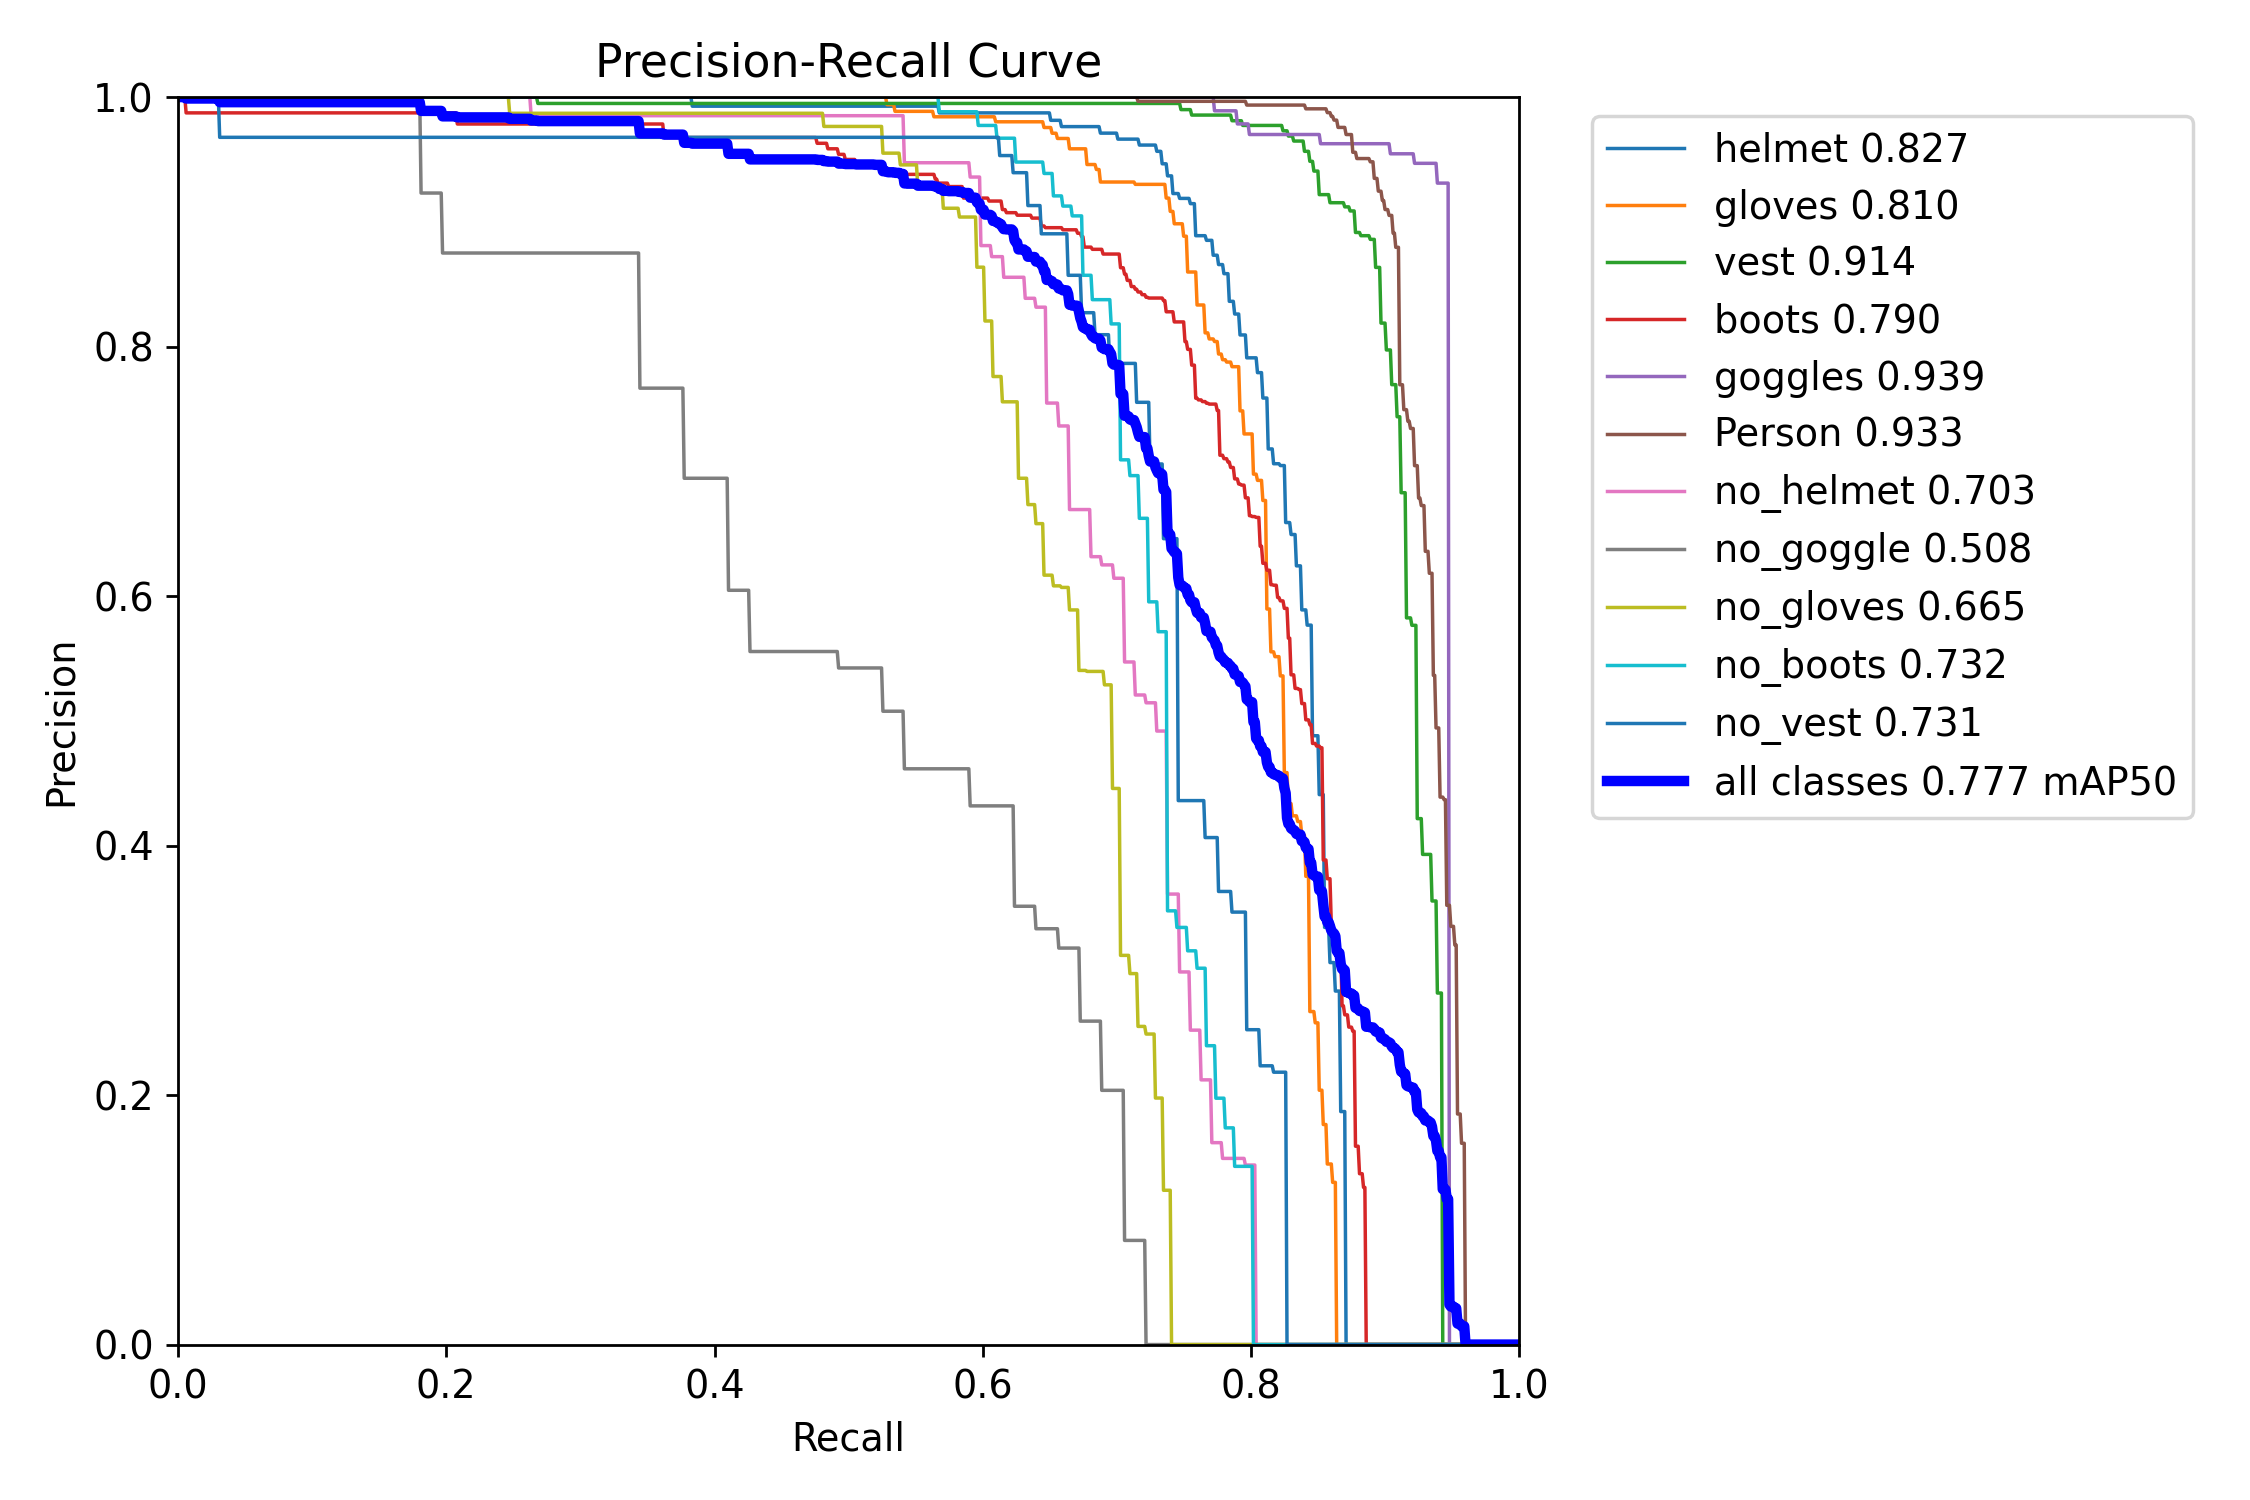 Precision-Recall Curve
1.0
0.8
0.6
0.4
0.2
0.0
Precision
0.0 0.2 0.4 0.6 0.8 1.0
Recall
helmet 0.827
gloves 0.810
vest 0.914
boots 0.790
goggles 0.939
Person 0.933
no_helmet 0.703
no_goggle 0.508
no_gloves 0.665
no_boots 0.732
no_vest 0.731
all classes 0.777 mAP50